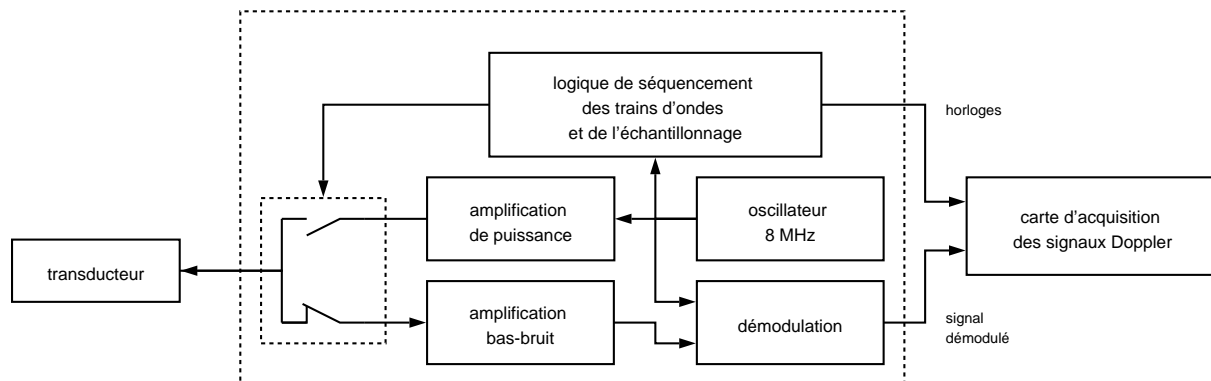 logique de séquencement
des trains d'ondes
et de l'échantillonnage
horloges
amplification
de puissance
oscillateur
8 MHz
carte d'acquisition
des signaux Doppler
transducteur
amplification
bas-bruit
démodulation
signal
démodulé